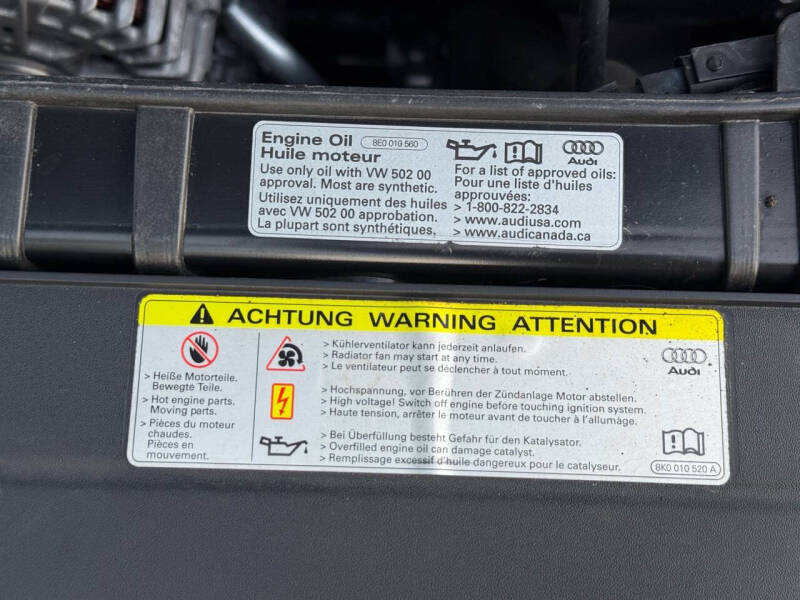 Engine Oil 8E0 010 560
Huile moteur
Use only oil with VW 502 00
approval. Most are synthetic.
Utilisez uniquement des huiles
avec VW 502 00 approbation.
La plupart sont synthétiques.
Audi
For a list of approved oils:
Pour une liste d'huiles
approuvées:
> 1-800-822-2834
> www.audiusa.com
> www.audicanada.ca
ACHTUNG WARNING ATTENTION
> Heiße Motorteile.
Bewegte Teile.
> Hot engine parts.
Moving parts.
> Pièces du moteur
chaudes.
Pièces en
mouvement.
> Kühlerventilator kann jederzeit anlaufen.
> Radiator fan may start at any time.
> Le ventilateur peut se déclencher à tout moment.
> Hochspannung, vor Berühren der Zündanlage Motor abstellen.
> High voltage! Switch off engine before touching ignition system.
> Haute tension, arrêter le moteur avant de toucher à l'allumage.
> Bei Überfüllung besteht Gefahr für den Katalysator.
> Overfilled engine oil can damage catalyst.
> Remplissage excessif d'huile dangereux pour le catalyseur.
Audi
8K0 010 520 A